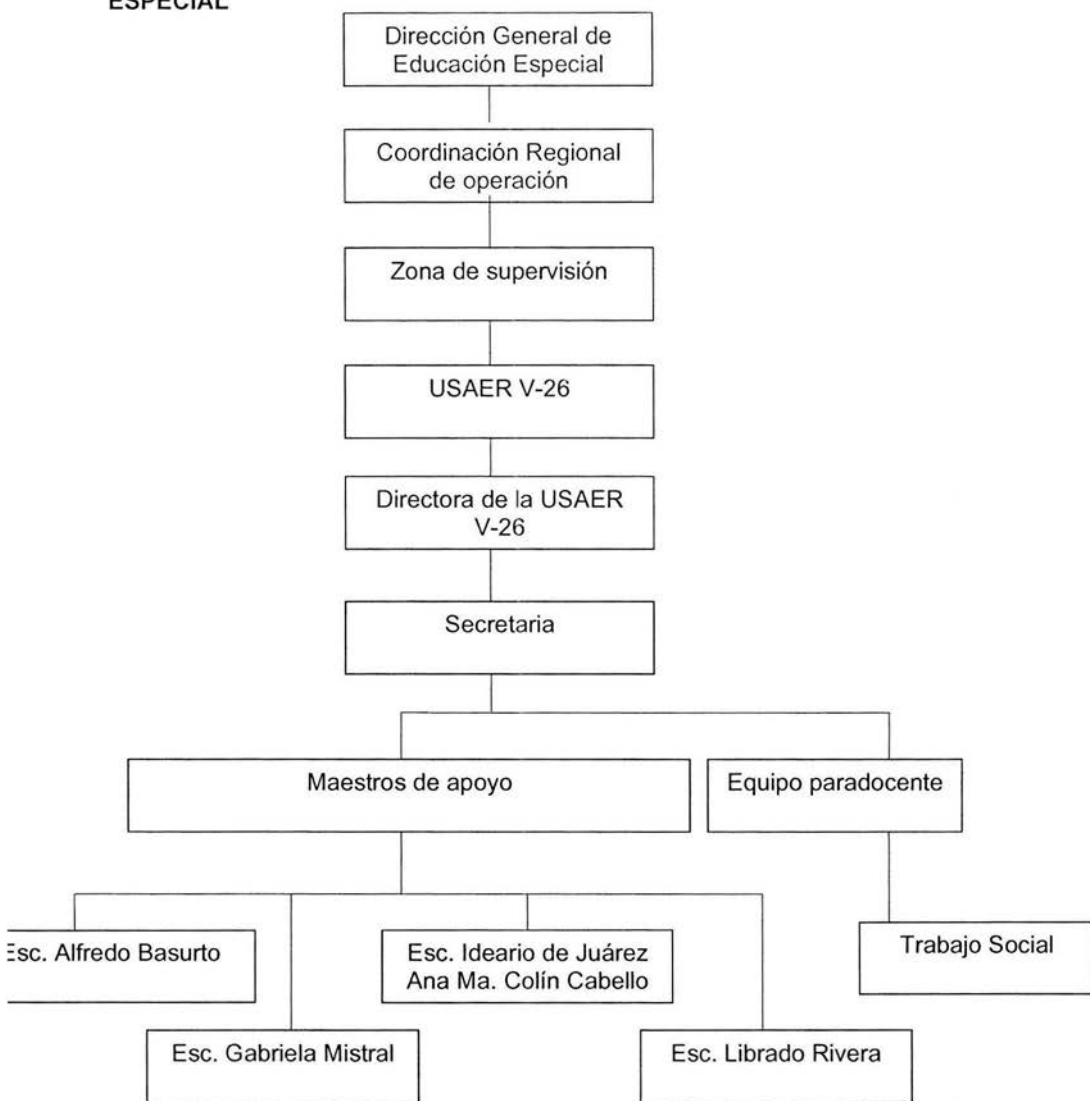 ESPECIAL
Dirección General de
Educación Especial
Coordinación Regional
de operación
Zona de supervisión
USAER V-26
Directora de la USAER
V-26
Secretaria
Maestros de apoyo
Equipo paradocente
Esc. Alfredo Basurto
Esc. Ideario de Juárez
Ana Ma. Colín Cabello
Trabajo Social
Esc. Gabriela Mistral
Esc. Librado Rivera